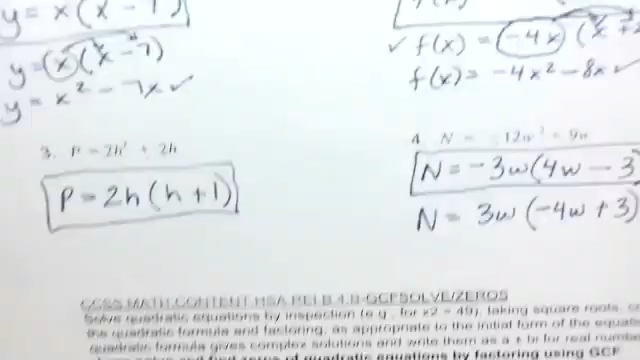 y = x(x - 7)
y = (x)(x - 7)
y = x² - 7x ✓
✓ f(x) = (-4x)(x + 2
f(x) = -4x² - 8x ✓
3. P = 2h² + 2h
P = 2h(h + 1)
4. N = -12w² + 9w
N = -3w(4w - 3)
N = 3w(-4w + 3)
CCSS.MATH.CONTENT.HSA.REI.B.4.B-GCFSOLVE/ZEROS
Solve quadratic equations by inspection (e.g., for x2 = 49), taking square roots,
the quadratic formula and factoring, as appropriate to the initial form of the equation
quadratic formula gives complex solutions and write them as a ± bi for real
and find zeros of quadratic equations by factoring using GCF